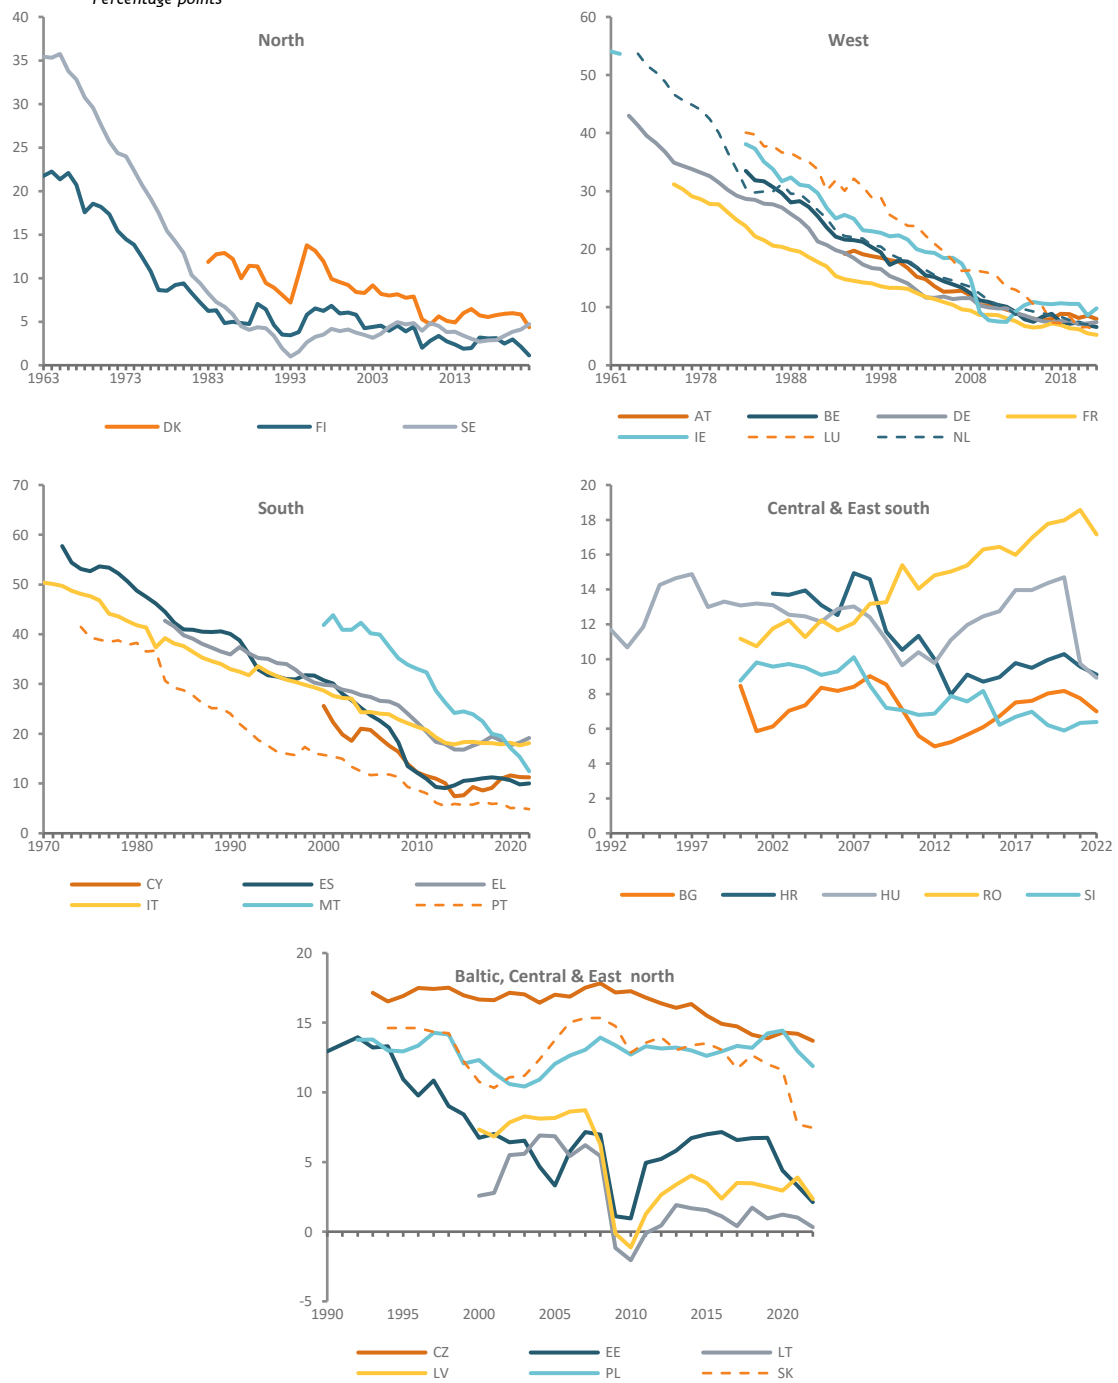 Percentage points
North
40
35
30
25
20
15
10
5
0
1963 1973 1983 1993 2003 2013
DK FI SE
West
60
50
40
30
20
10
0
1961 1978 1988 1998 2008 2018
AT BE DE FR
IE LU NL
South
70
60
50
40
30
20
10
0
1970 1980 1990 2000 2010 2020
CY ES EL
IT MT PT
Central & East south
20
18
16
14
12
10
8
6
4
2
0
1992 1997 2002 2007 2012 2017 2022
BG HR HU RO SI
Baltic, Central & East north
20
15
10
5
0
-5
1990 1995 2000 2005 2010 2015 2020
CZ EE LT
LV PL SK